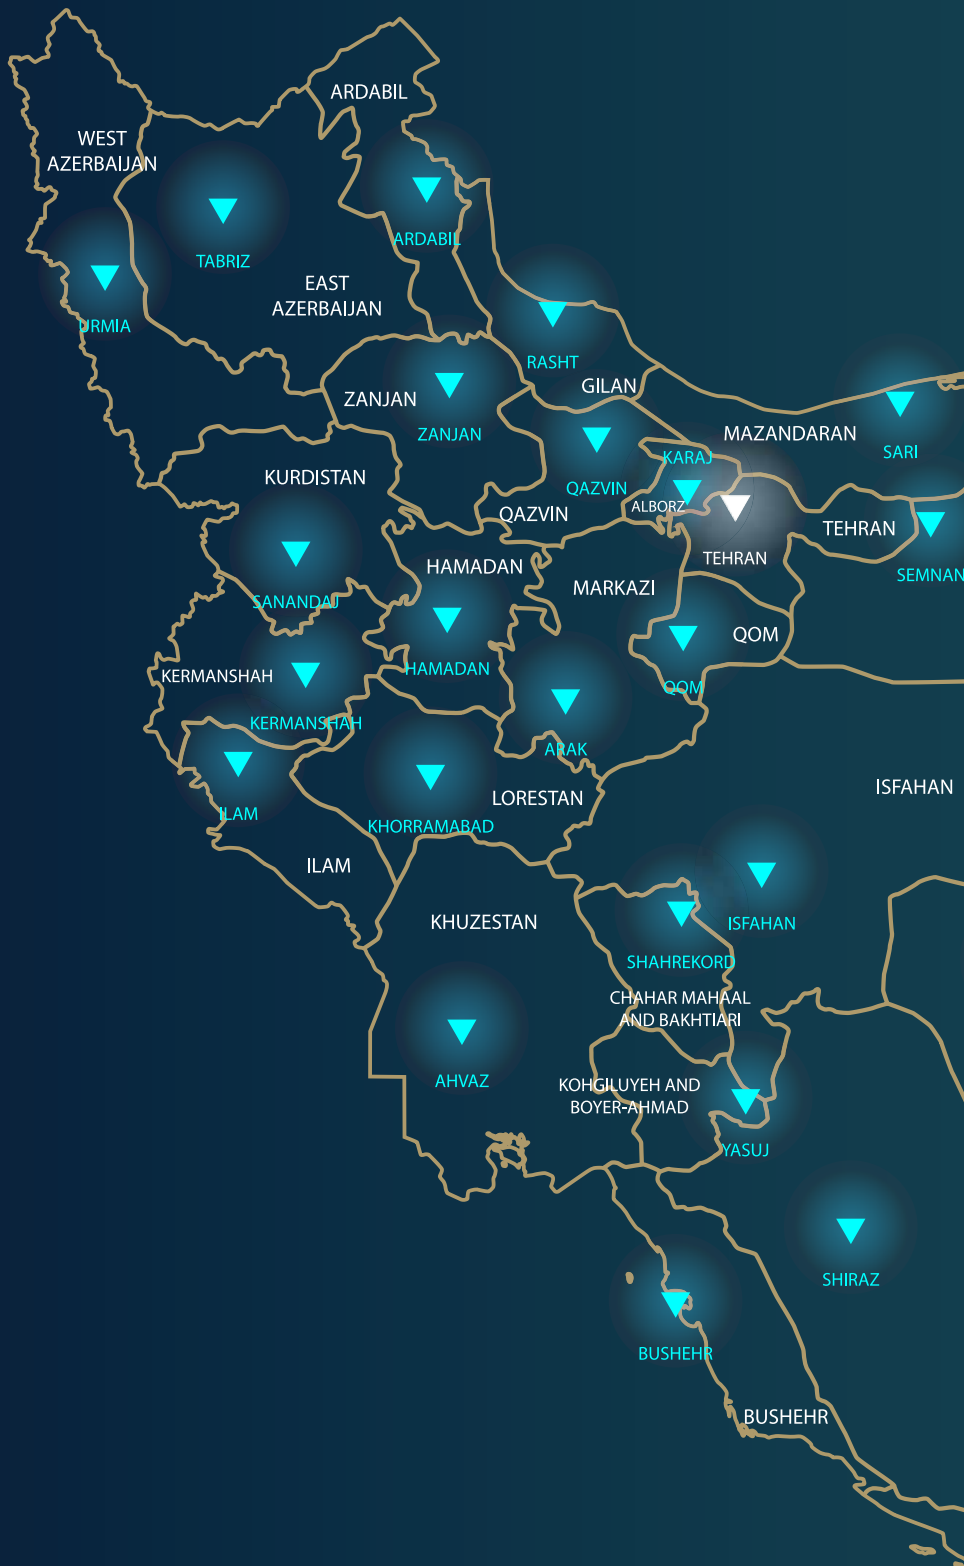 ARDABIL
WEST
AZERBAIJAN
ARDABIL
TABRIZ
EAST
AZERBAIJAN
URMIA
RASHT
GILAN
ZANJAN
ZANJAN
MAZANDARAN
SARI
KARAJ
KURDISTAN
QAZVIN
ALBORZ
QAZVIN
TEHRAN
TEHRAN
SEMNAN
HAMADAN
MARKAZI
SANANDAJ
QOM
HAMADAN
KERMANSHAH
QOM
KERMANSHAH
ARAK
ISFAHAN
LORESTAN
ILAM
KHORRAMABAD
ILAM
KHUZESTAN
ISFAHAN
SHAHREKORD
CHAHAR MAHAAL
AND BAKHTIARI
AHVAZ
KOHGILUYEH AND
BOYER-AHMAD
YASUJ
SHIRAZ
BUSHEHR
BUSHEHR